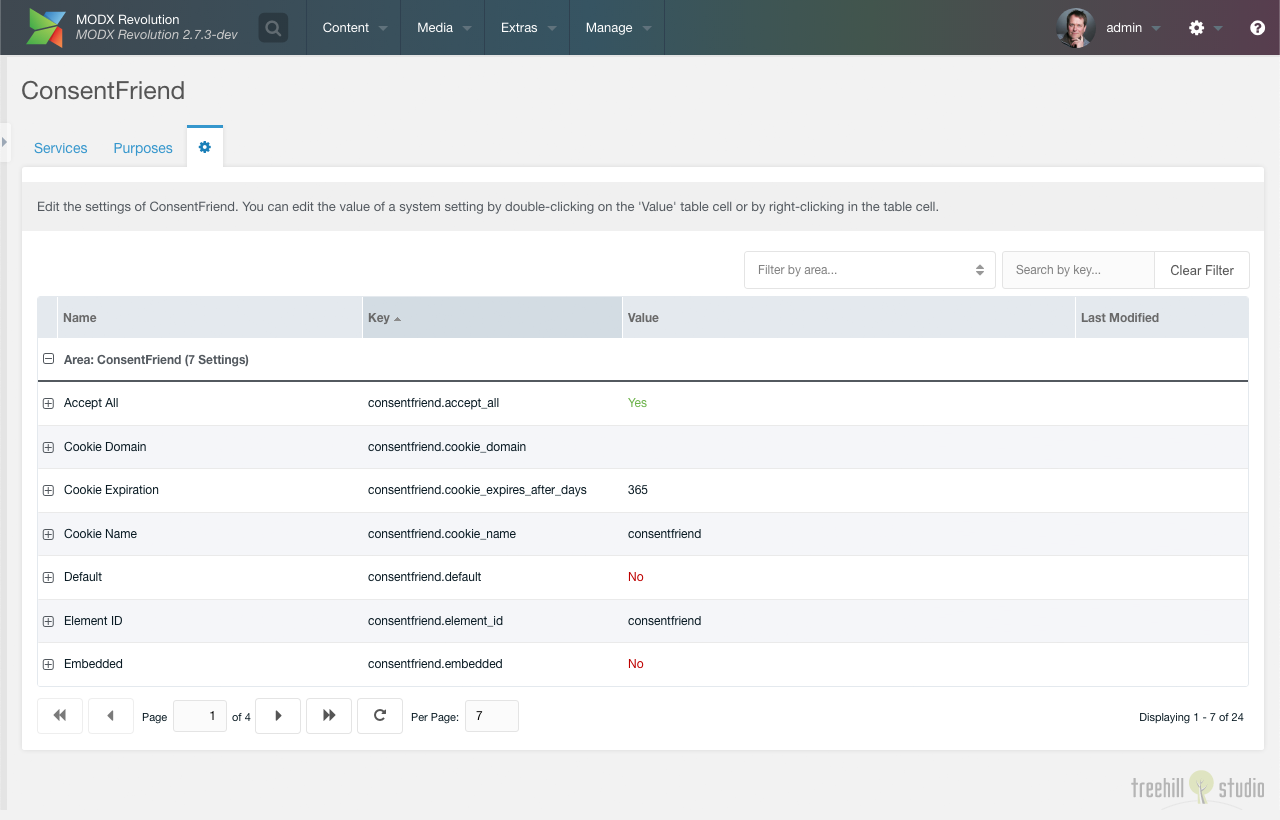 MODX Revolution
MODX Revolution 2.7.3-dev
Content Media Extras Manage admin
ConsentFriend
Services Purposes
Edit the settings of ConsentFriend. You can edit the value of a system setting by double-clicking on the 'Value' table cell or by right-clicking in the table cell.
Filter by area... Search by key... Clear Filter
Name Key Value Last Modified
Area: ConsentFriend (7 Settings)
Accept All consentfriend.accept_all Yes
Cookie Domain consentfriend.cookie_domain
Cookie Expiration consentfriend.cookie_expires_after_days 365
Cookie Name consentfriend.cookie_name consentfriend
Default consentfriend.default No
Element ID consentfriend.element_id consentfriend
Embedded consentfriend.embedded No
Page 1 of 4 Per Page: 7 Displaying 1 - 7 of 24
treehill studio